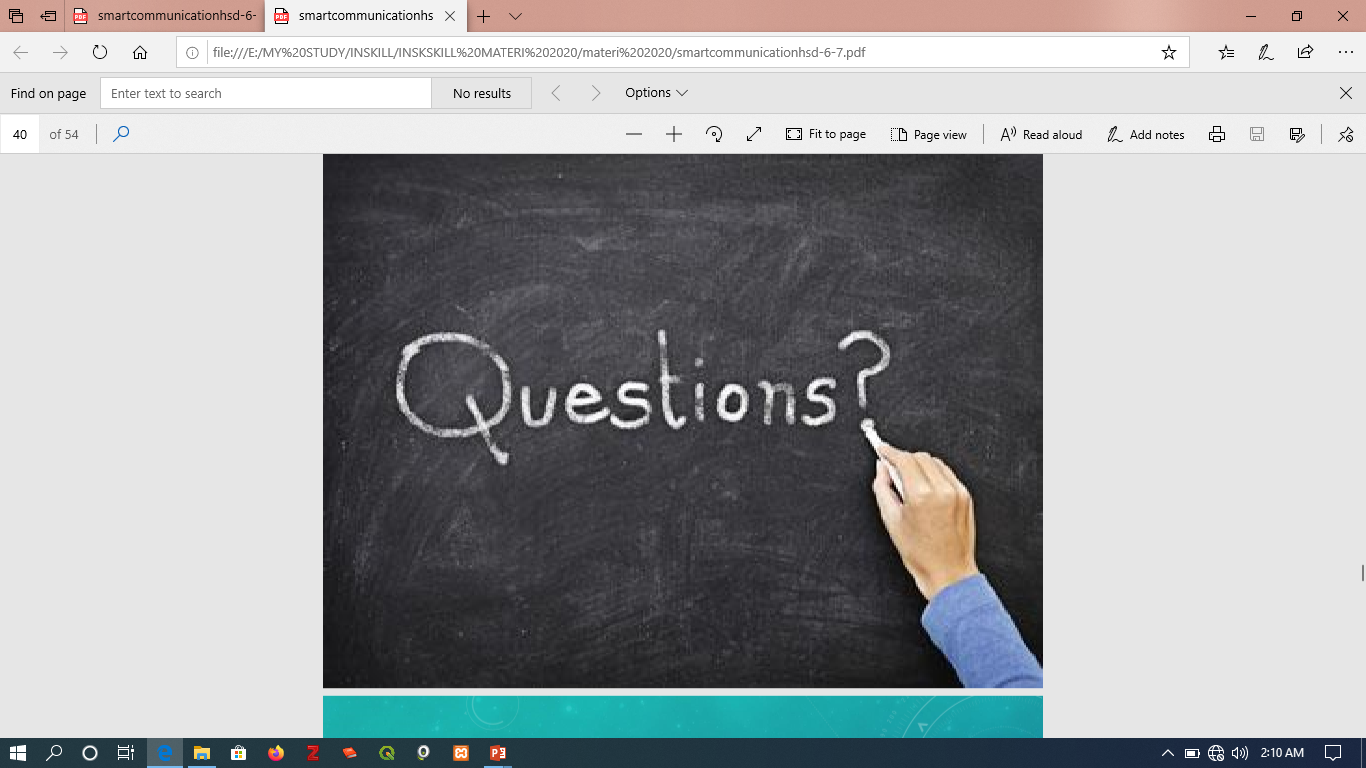 smartcommunicationhsd-6-
smartcommunicationhs
file:///E:/MY%20STUDY/INSKILL/INSKSKILL%20MATERI%202020/materi%202020/smartcommunicationhsd-6-7.pdf
Find on page
Enter text to search
No results
Options
40 of 54
Fit to page
Page view
Read aloud
Add notes
Questions?
2:10 AM